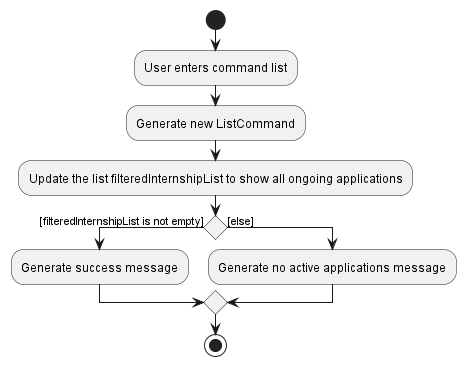 User enters command list
Generate new ListCommand
Update the list filteredInternshipList to show all ongoing applications
[filteredInternshipList is not empty]
[else]
Generate success message
Generate no active applications message